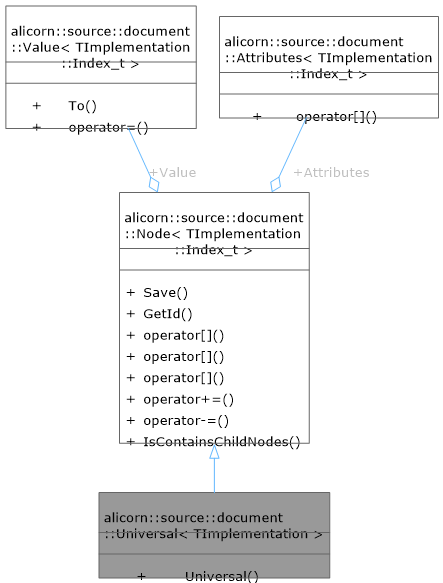 alicorn::source::document
::Value< TImplementation
::Index_t >
+ To()
+ operator=()
alicorn::source::document
::Attributes< TImplementation
::Index_t >
+ operator[]()
+Value
+Attributes
alicorn::source::document
::Node< TImplementation
::Index_t >
+ Save()
+ GetId()
+ operator[]()
+ operator[]()
+ operator[]()
+ operator+=()
+ operator-=()
+ IsContainsChildNodes()
alicorn::source::document
::Universal< TImplementation >
+ Universal()